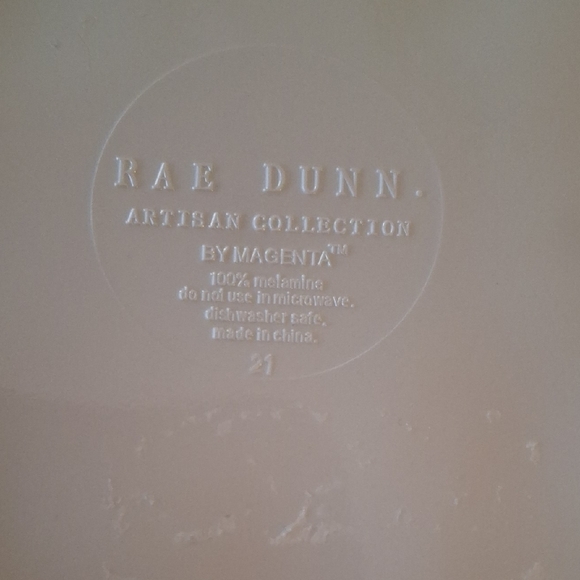 RAE DUNN.
ARTISAN COLLECTION
BY MAGENTA™
100% melamine
do not use in microwave.
dishwasher safe.
made in china.
21